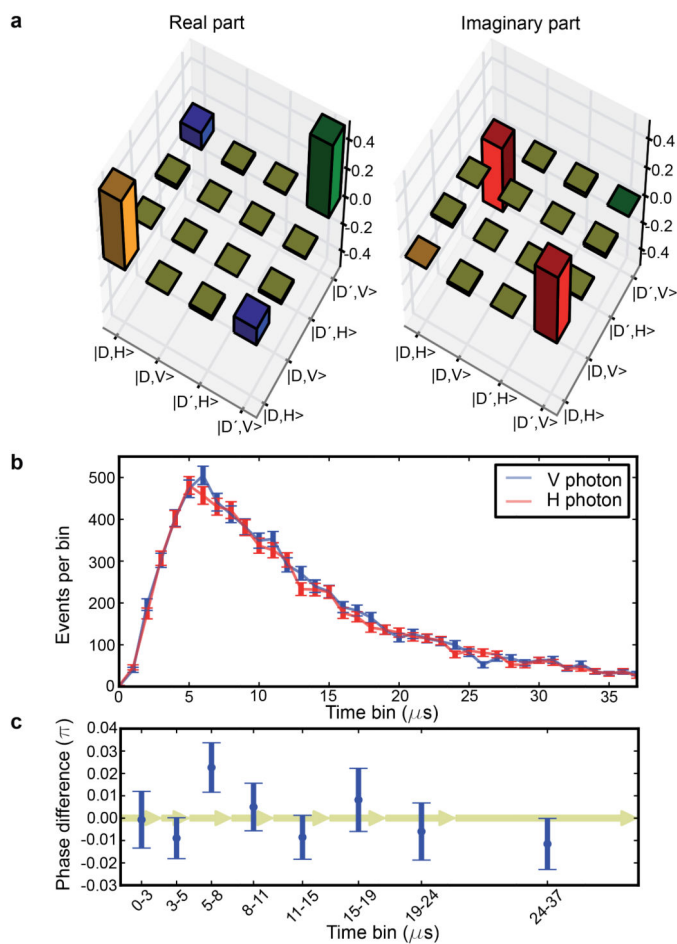 a
Real part
Imaginary part
0.4
0.2
0.0
-0.2
-0.4
|D,H>
|D,V>
|D´,H>
|D´,V>
|D,H>
|D,V>
|D´,H>
|D´,V>
0.4
0.2
0.0
-0.2
-0.4
|D,H>
|D,V>
|D´,H>
|D´,V>
|D,H>
|D,V>
|D´,H>
|D´,V>
b
Events per bin
500
400
300
200
100
0
V photon
H photon
0 5 10 15 20 25 30 35
Time bin (μs)
c
Phase difference (π)
0.04
0.03
0.02
0.01
0.00
-0.01
-0.02
-0.03
0-3 3-5 5-8 8-11 11-15 15-19 19-24 24-37
Time bin (μs)